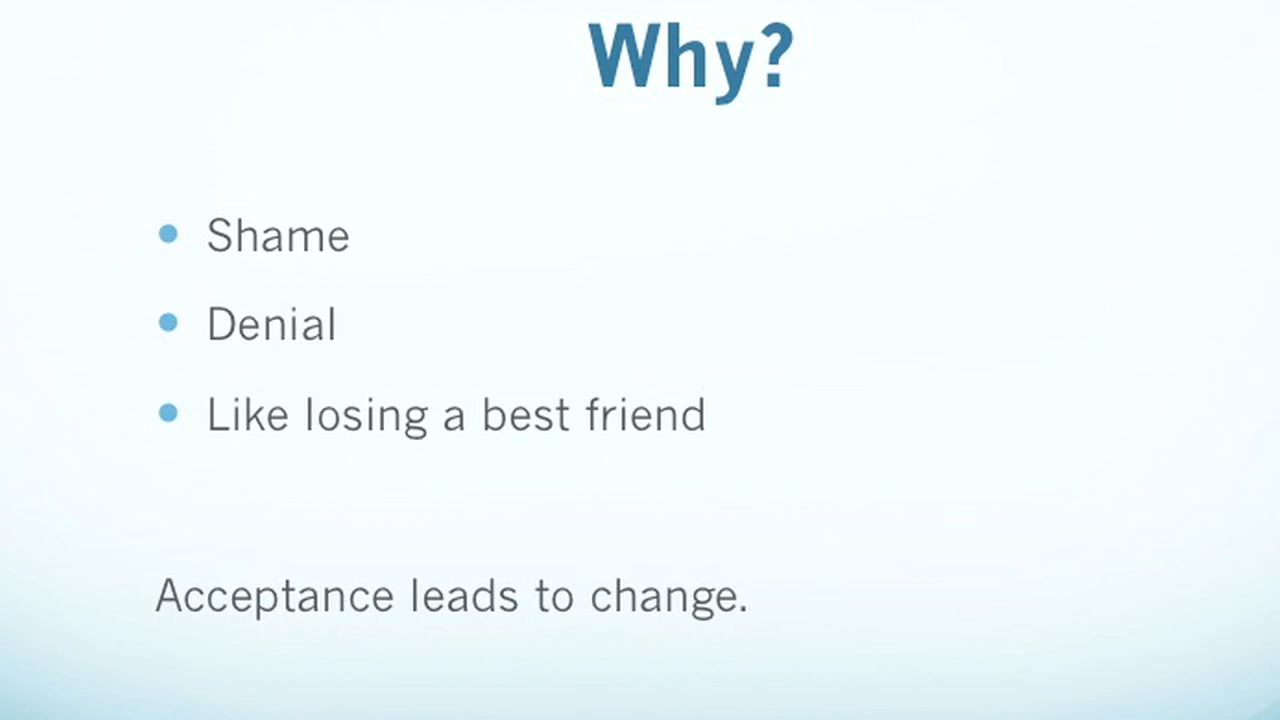 Why?
• Shame
• Denial
• Like losing a best friend
Acceptance leads to change.